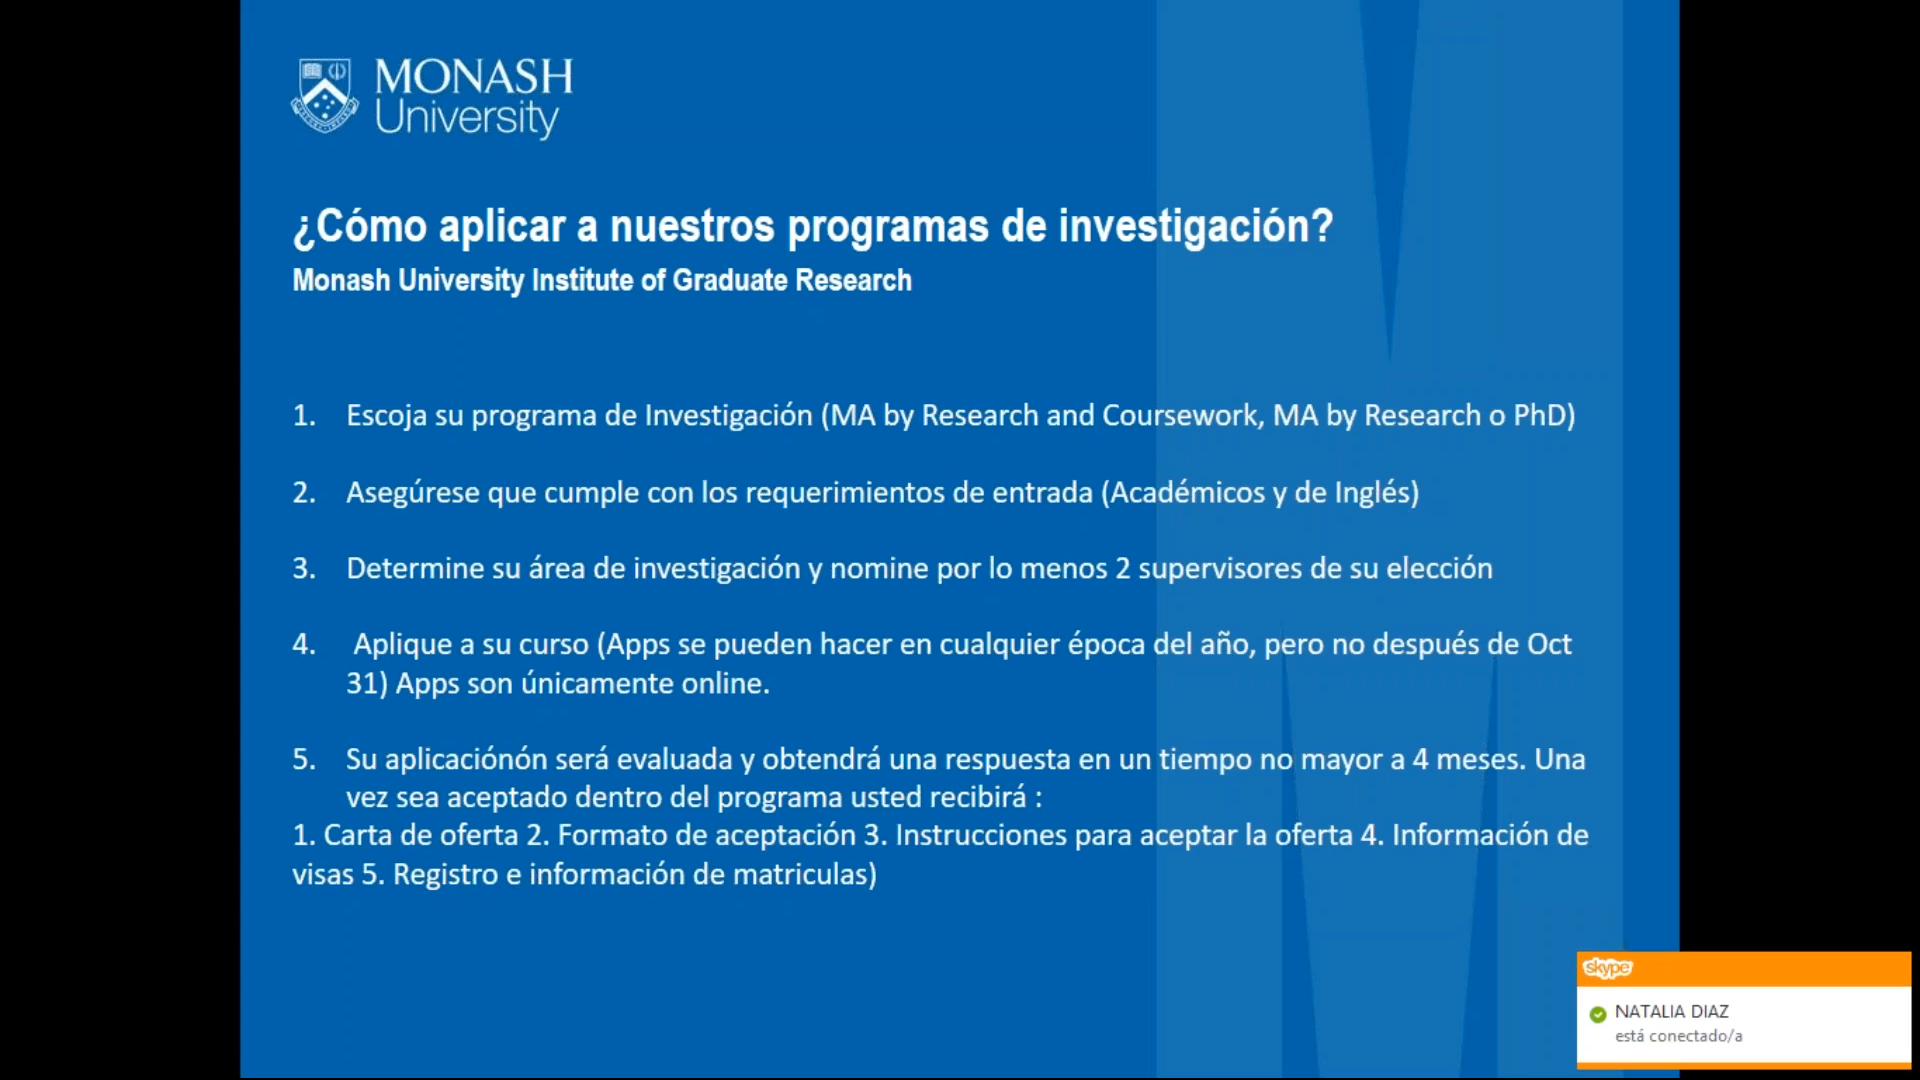 MONASH
University
¿Cómo aplicar a nuestros programas de investigación?
Monash University Institute of Graduate Research
1. Escoja su programa de Investigación (MA by Research and Coursework, MA by Research o PhD)
2. Asegúrese que cumple con los requerimientos de entrada (Académicos y de Inglés)
3. Determine su área de investigación y nomine por lo menos 2 supervisores de su elección
4. Aplique a su curso (Apps se pueden hacer en cualquier época del año, pero no después de Oct
31) Apps son únicamente online.
5. Su aplicaciónón será evaluada y obtendrá una respuesta en un tiempo no mayor a 4 meses. Una
vez sea aceptado dentro del programa usted recibirá :
1. Carta de oferta 2. Formato de aceptación 3. Instrucciones para aceptar la oferta 4. Información de
visas 5. Registro e información de matriculas)
skype
NATALIA DIAZ
está conectado/a